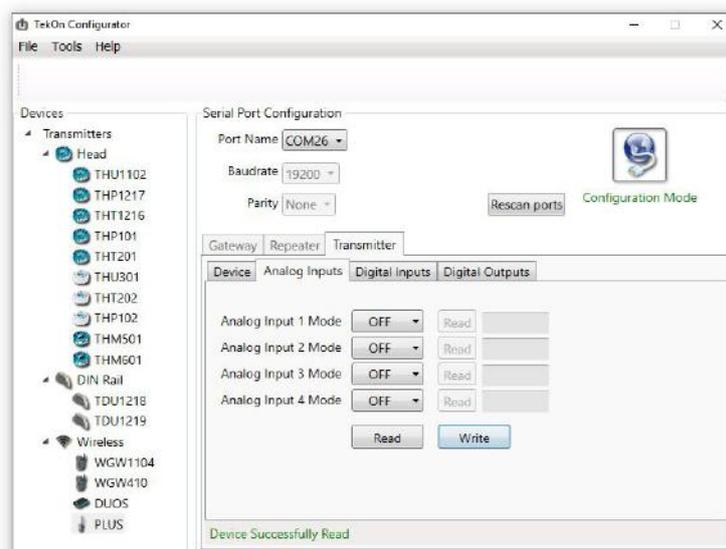 TekOn Configurator
File Tools Help
Devices
Transmitters
Head
THU1102
THP1217
THT1216
THP101
THT201
THU301
THT202
THP102
THM501
THM601
DIN Rail
TDU1218
TDU1219
Wireless
WGW1104
WGW410
DUOS
PLUS
Serial Port Configuration
Port Name COM26
Baudrate 19200
Parity None
Rescan ports
Configuration Mode
Gateway Repeater Transmitter
Device Analog Inputs Digital Inputs Digital Outputs
Analog Input 1 Mode OFF Read
Analog Input 2 Mode OFF Read
Analog Input 3 Mode OFF Read
Analog Input 4 Mode OFF Read
Read Write
Device Successfully Read